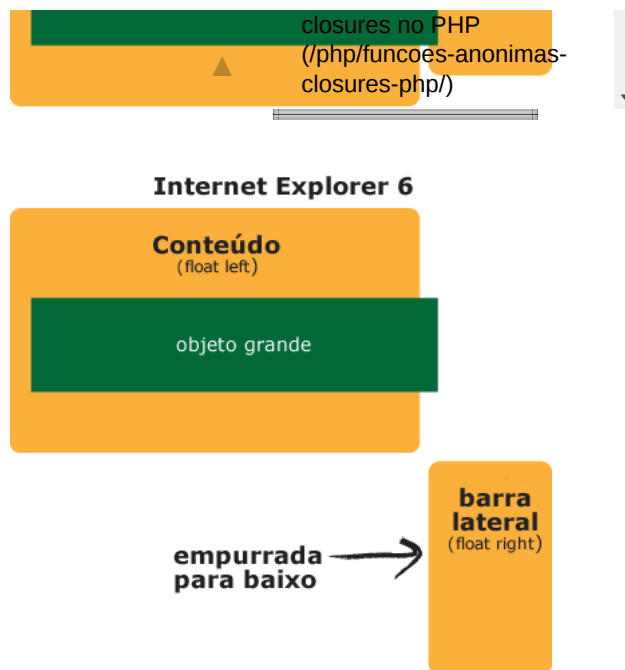 closures no PHP
(/php/funcoes-anonimas-
closures-php/)
Internet Explorer 6
Conteúdo
(float left)
objeto grande
barra
lateral
(float right)
empurrada
para baixo